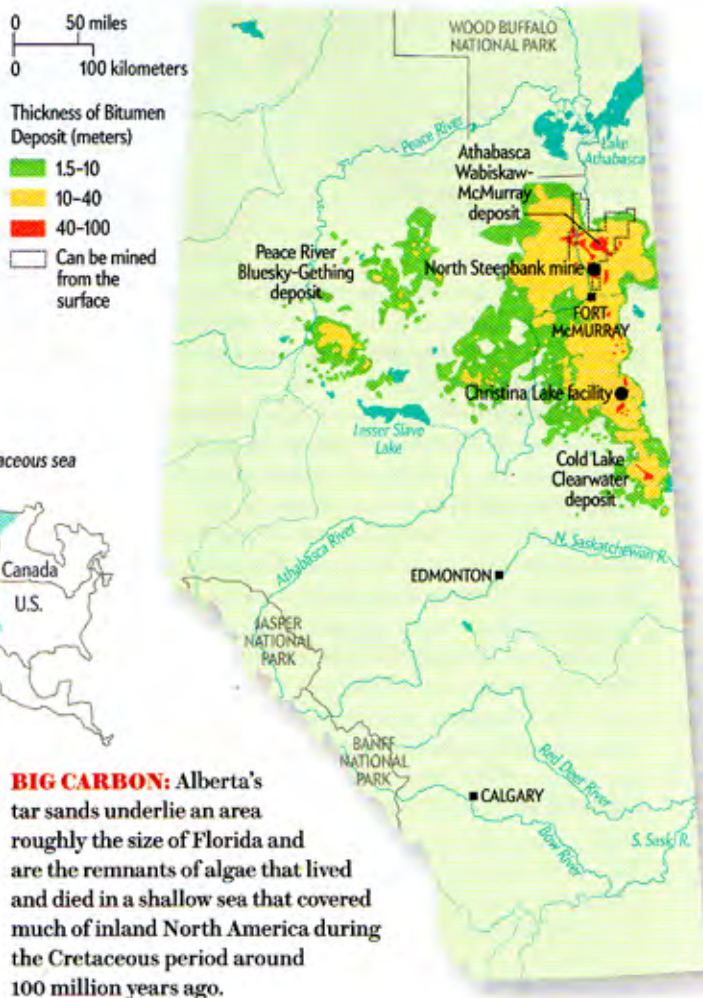 0 50 miles
0 100 kilometers
Thickness of Bitumen
Deposit (meters)
1.5–10
10–40
40–100
Can be mined
from the
surface
WOOD BUFFALO
NATIONAL PARK
Peace River
Lake
Athabasca
Athabasca
Wabiskaw-
McMurray
deposit
Peace River
Bluesky-Gething
deposit
North Steepbank mine
FORT
McMURRAY
Christina Lake facility
Lesser Slave
Lake
Cold Lake
Clearwater
deposit
aceous sea
Canada
U.S.
Athabasca River
N. Saskatchewan R.
EDMONTON
JASPER
NATIONAL
PARK
BANFF
NATIONAL
PARK
Red Deer River
CALGARY
Bow River
S. Sask. R.
BIG CARBON: Alberta's
tar sands underlie an area
roughly the size of Florida and
are the remnants of algae that lived
and died in a shallow sea that covered
much of inland North America during
the Cretaceous period around
100 million years ago.